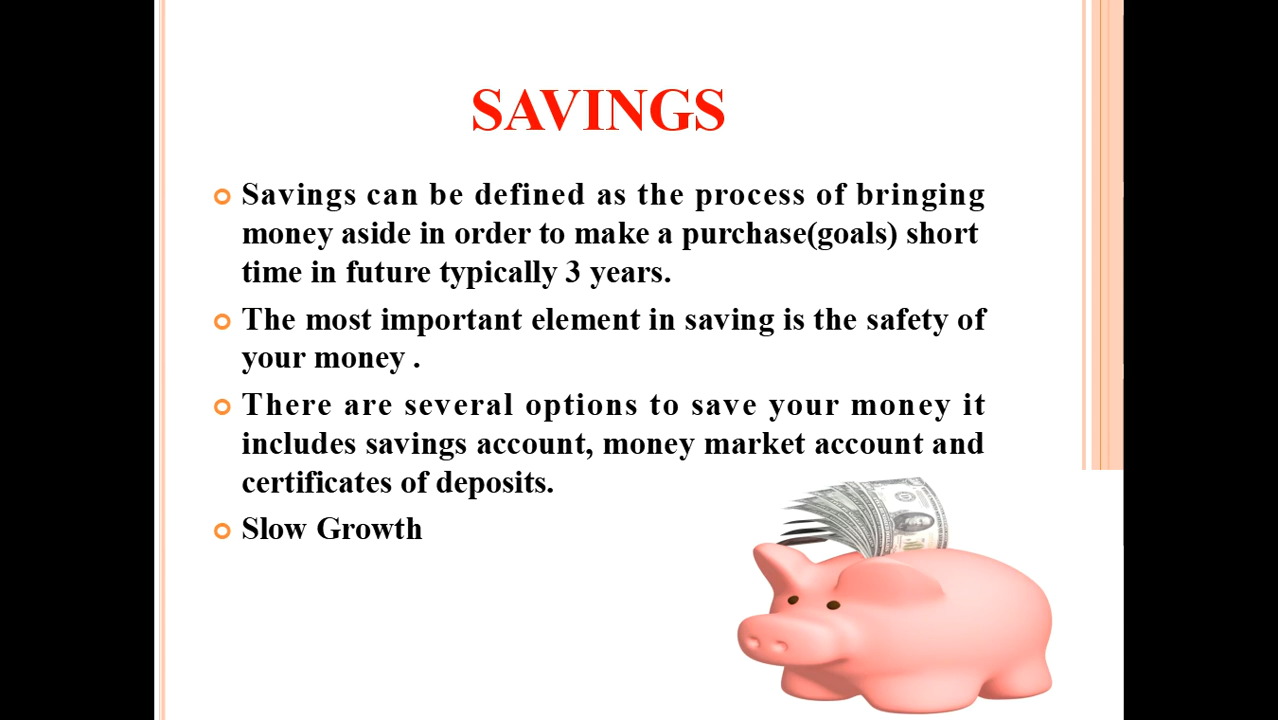 SAVINGS
Savings can be defined as the process of bringing
money aside in order to make a purchase(goals) short
time in future typically 3 years.
The most important element in saving is the safety of
your money .
There are several options to save your money it
includes savings account, money market account and
certificates of deposits.
Slow Growth